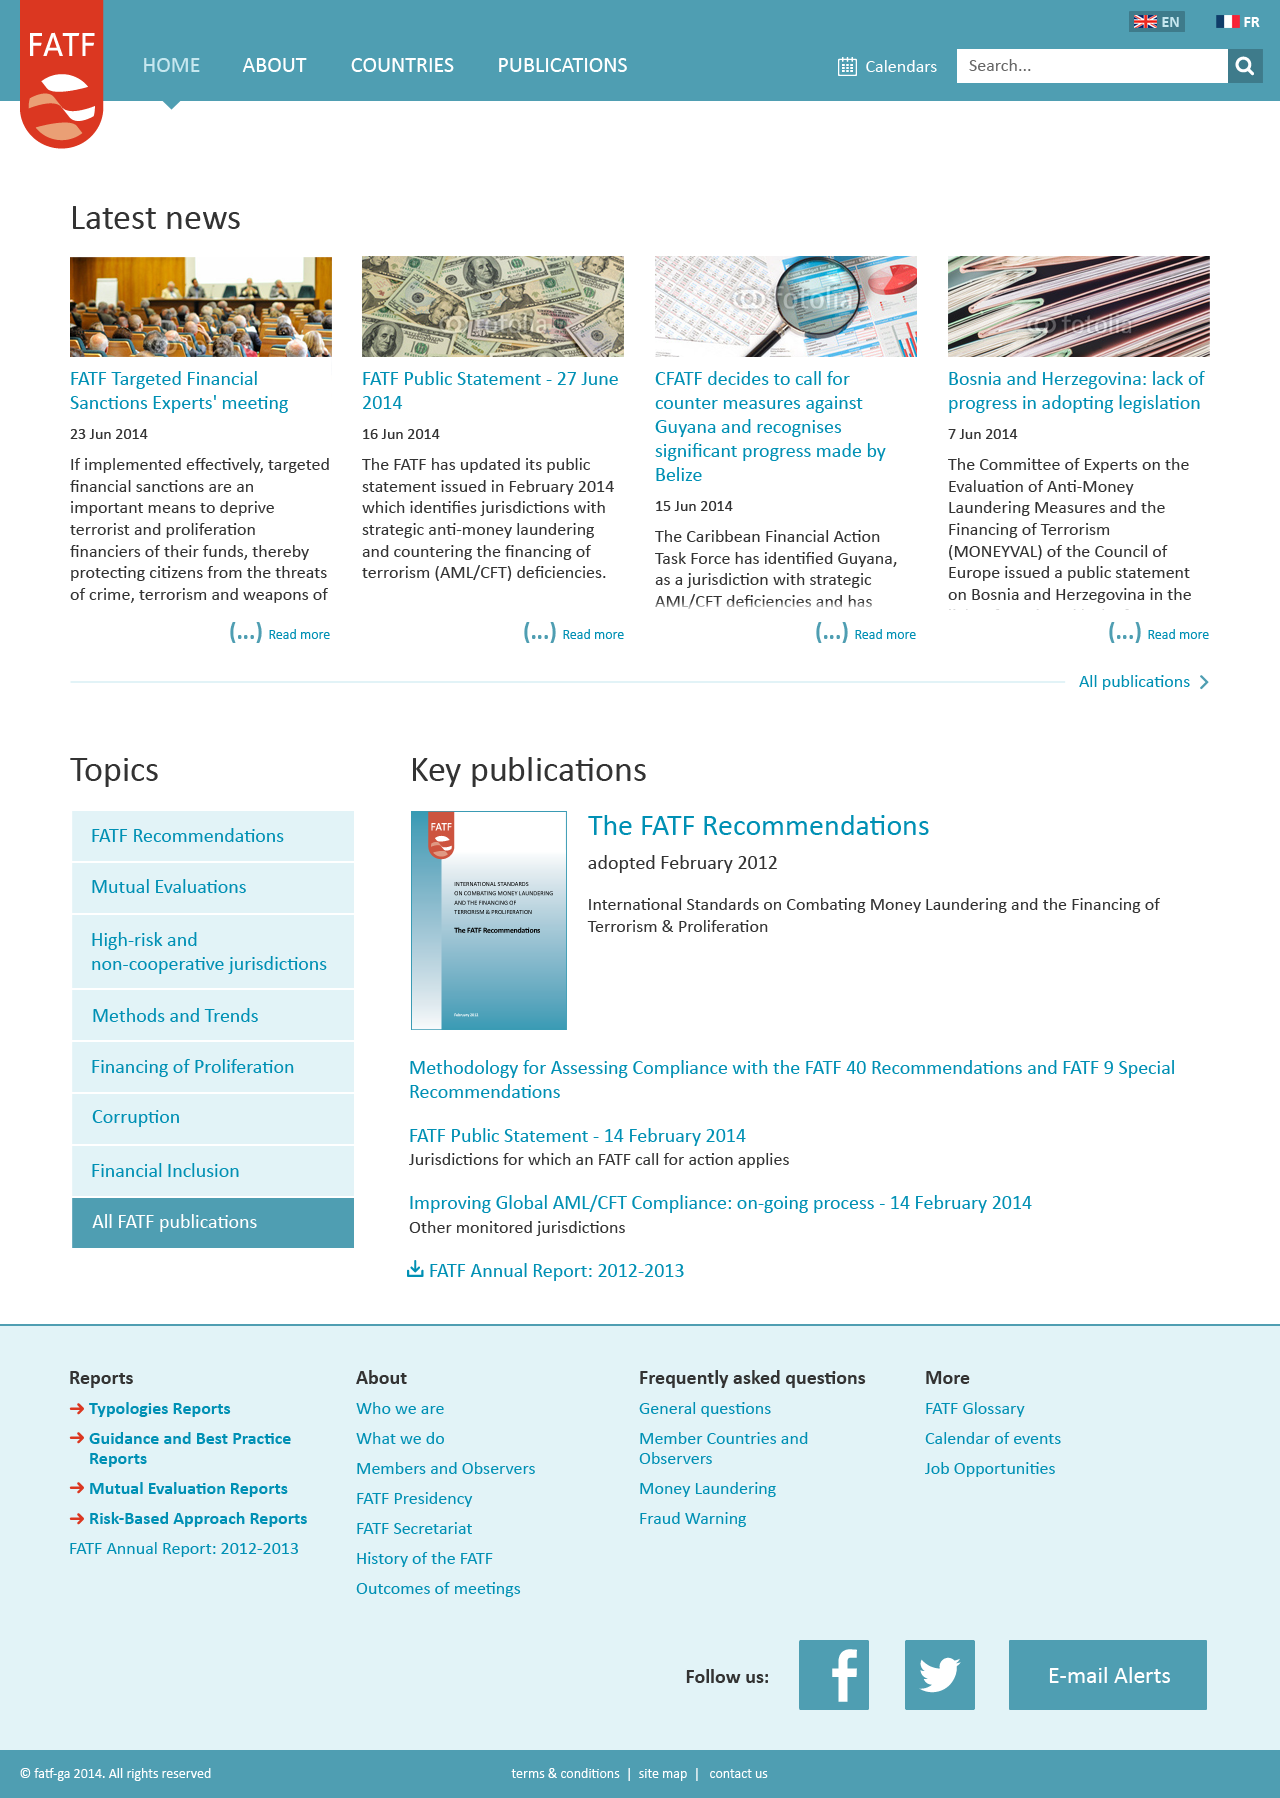 EN
FR
FATF
HOME
ABOUT
COUNTRIES
PUBLICATIONS
Calendars
Search...
Latest news
fotolia
fotolia
fotolia
fotolia
FATF Targeted Financial
Sanctions Experts' meeting
23 Jun 2014
If implemented effectively, targeted
financial sanctions are an
important means to deprive
terrorist and proliferation
financiers of their funds, thereby
protecting citizens from the threats
of crime, terrorism and weapons of
(...) Read more
FATF Public Statement - 27 June
2014
16 Jun 2014
The FATF has updated its public
statement issued in February 2014
which identifies jurisdictions with
strategic anti-money laundering
and countering the financing of
terrorism (AML/CFT) deficiencies.
(...) Read more
CFATF decides to call for
counter measures against
Guyana and recognises
significant progress made by
Belize
15 Jun 2014
The Caribbean Financial Action
Task Force has identified Guyana,
as a jurisdiction with strategic
AML/CFT deficiencies and has
(...) Read more
Bosnia and Herzegovina: lack of
progress in adopting legislation
7 Jun 2014
The Committee of Experts on the
Evaluation of Anti-Money
Laundering Measures and the
Financing of Terrorism
(MONEYVAL) of the Council of
Europe issued a public statement
on Bosnia and Herzegovina in the
(...) Read more
All publications
Topics
FATF Recommendations
Mutual Evaluations
High-risk and
non-cooperative jurisdictions
Methods and Trends
Financing of Proliferation
Corruption
Financial Inclusion
All FATF publications
Key publications
FATF
INTERNATIONAL STANDARDS
ON COMBATING MONEY LAUNDERING
AND THE FINANCING OF
TERRORISM & PROLIFERATION
The FATF Recommendations
February 2012
The FATF Recommendations
adopted February 2012
International Standards on Combating Money Laundering and the Financing of
Terrorism & Proliferation
Methodology for Assessing Compliance with the FATF 40 Recommendations and FATF 9 Special
Recommendations
FATF Public Statement - 14 February 2014
Jurisdictions for which an FATF call for action applies
Improving Global AML/CFT Compliance: on-going process - 14 February 2014
Other monitored jurisdictions
FATF Annual Report: 2012-2013
Reports
Typologies Reports
Guidance and Best Practice
Reports
Mutual Evaluation Reports
Risk-Based Approach Reports
FATF Annual Report: 2012-2013
About
Who we are
What we do
Members and Observers
FATF Presidency
FATF Secretariat
History of the FATF
Outcomes of meetings
Frequently asked questions
General questions
Member Countries and
Observers
Money Laundering
Fraud Warning
More
FATF Glossary
Calendar of events
Job Opportunities
Follow us:
E-mail Alerts
© fatf-ga 2014. All rights reserved
terms & conditions | site map | contact us